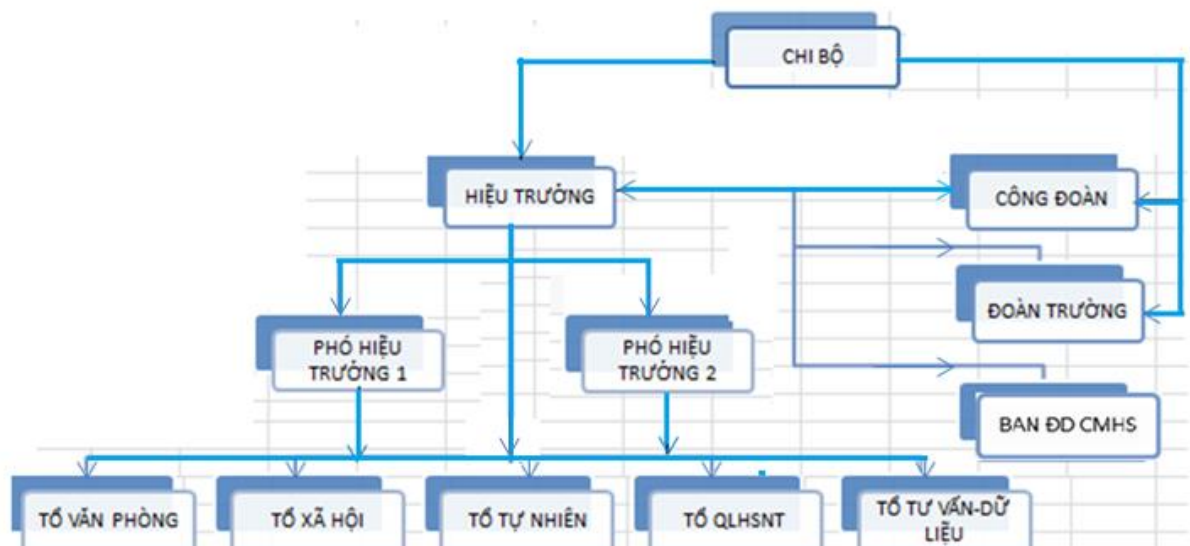 CHI BỘ
HIỆU TRƯỞNG
CÔNG ĐOÀN
ĐOÀN TRƯỜNG
PHÓ HIỆU
TRƯỞNG 1
PHÓ HIỆU
TRƯỞNG 2
BAN ĐD CMHS
TỔ VĂN PHÒNG
TỔ XÃ HỘI
TỔ TỰ NHIÊN
TỔ QLHSNT
TỔ TƯ VẤN-DỮ
LIỆU